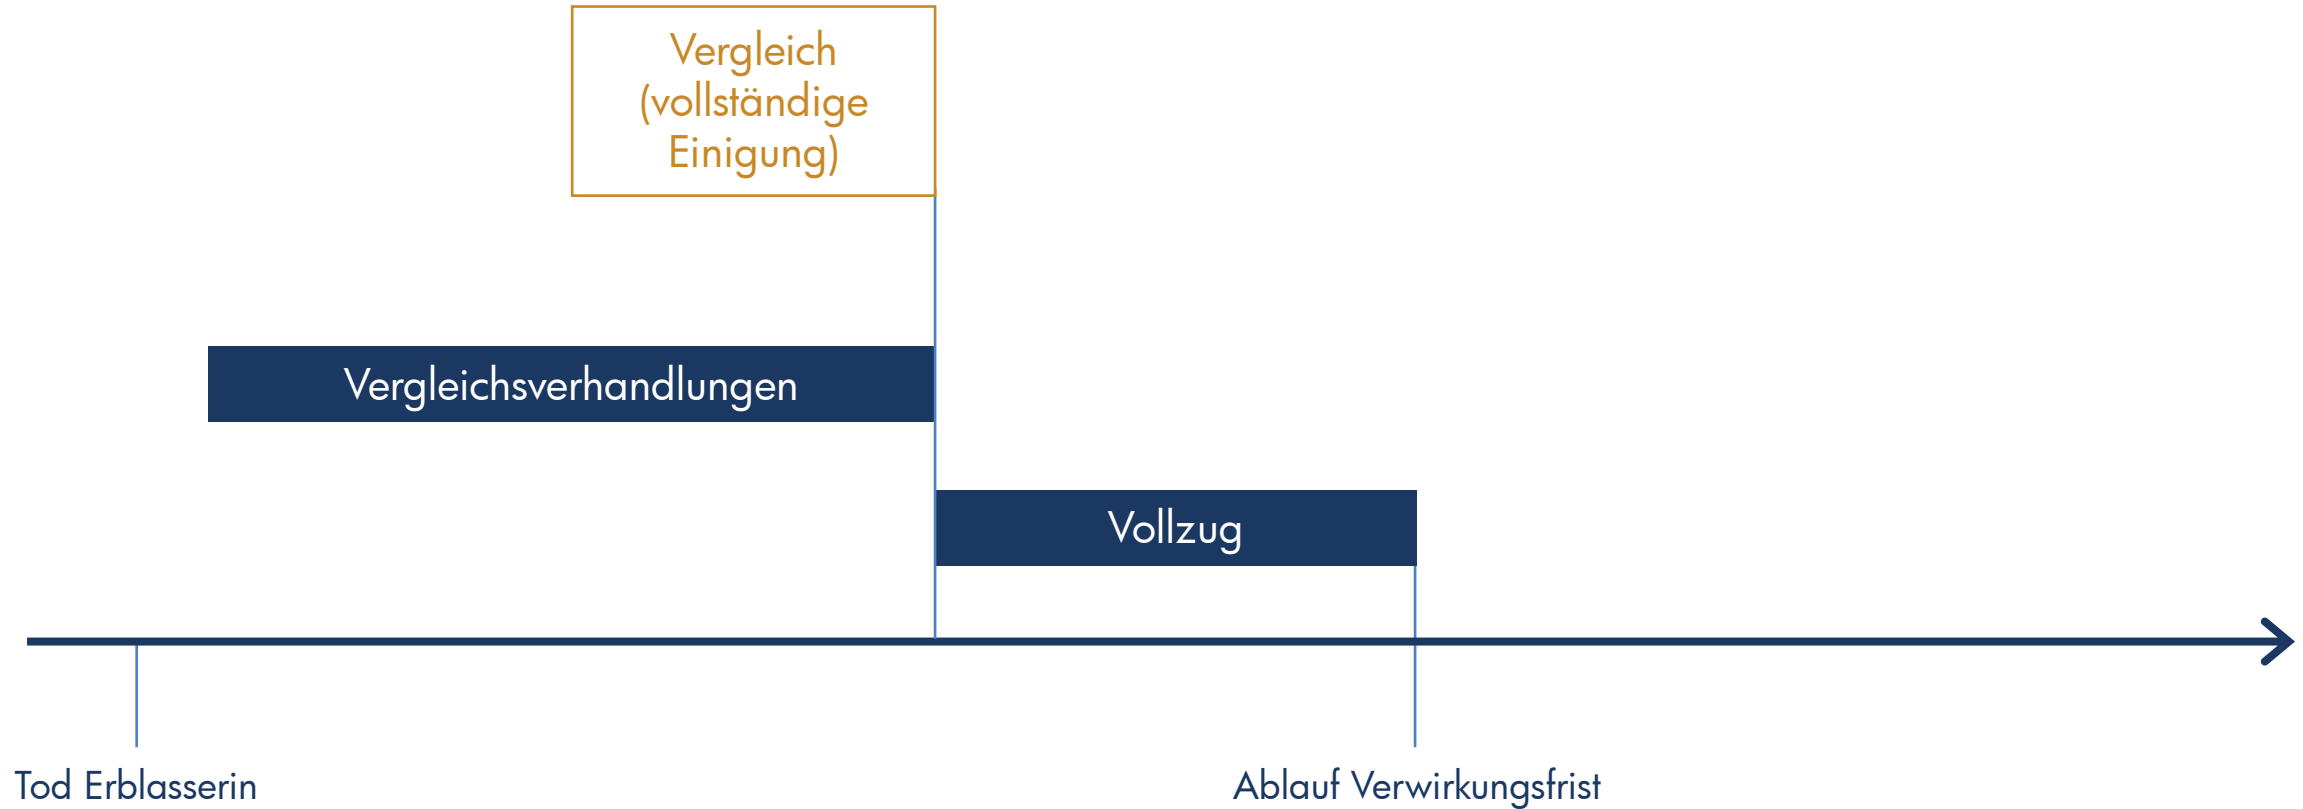 Vergleich
(vollständige
Einigung)
Vergleichsverhandlungen
Vollzug
Tod Erblasserin
Ablauf Verwirkungsfrist